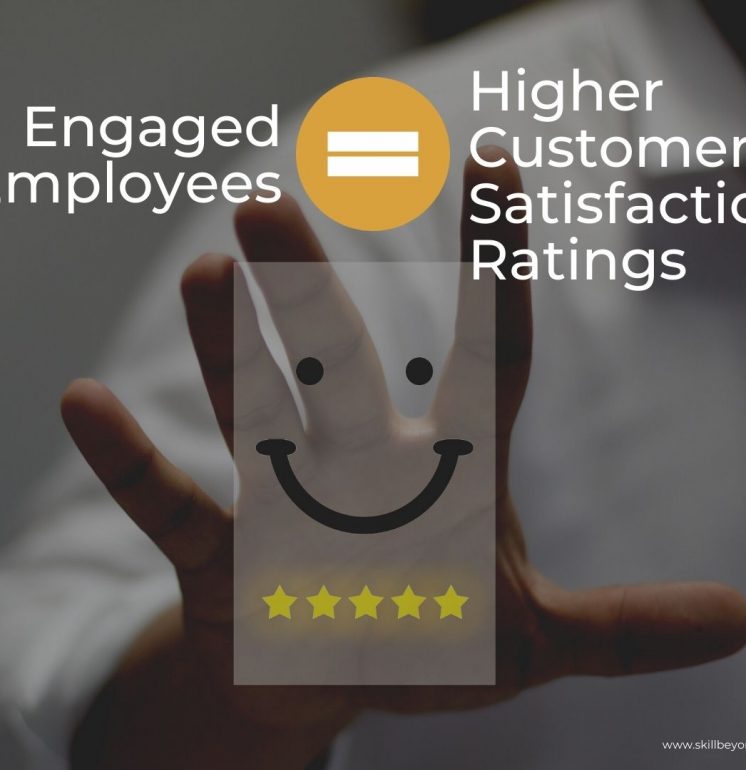 Engaged
mployees
Higher
Customer
Satisfactio
Ratings
www.skillbeyo